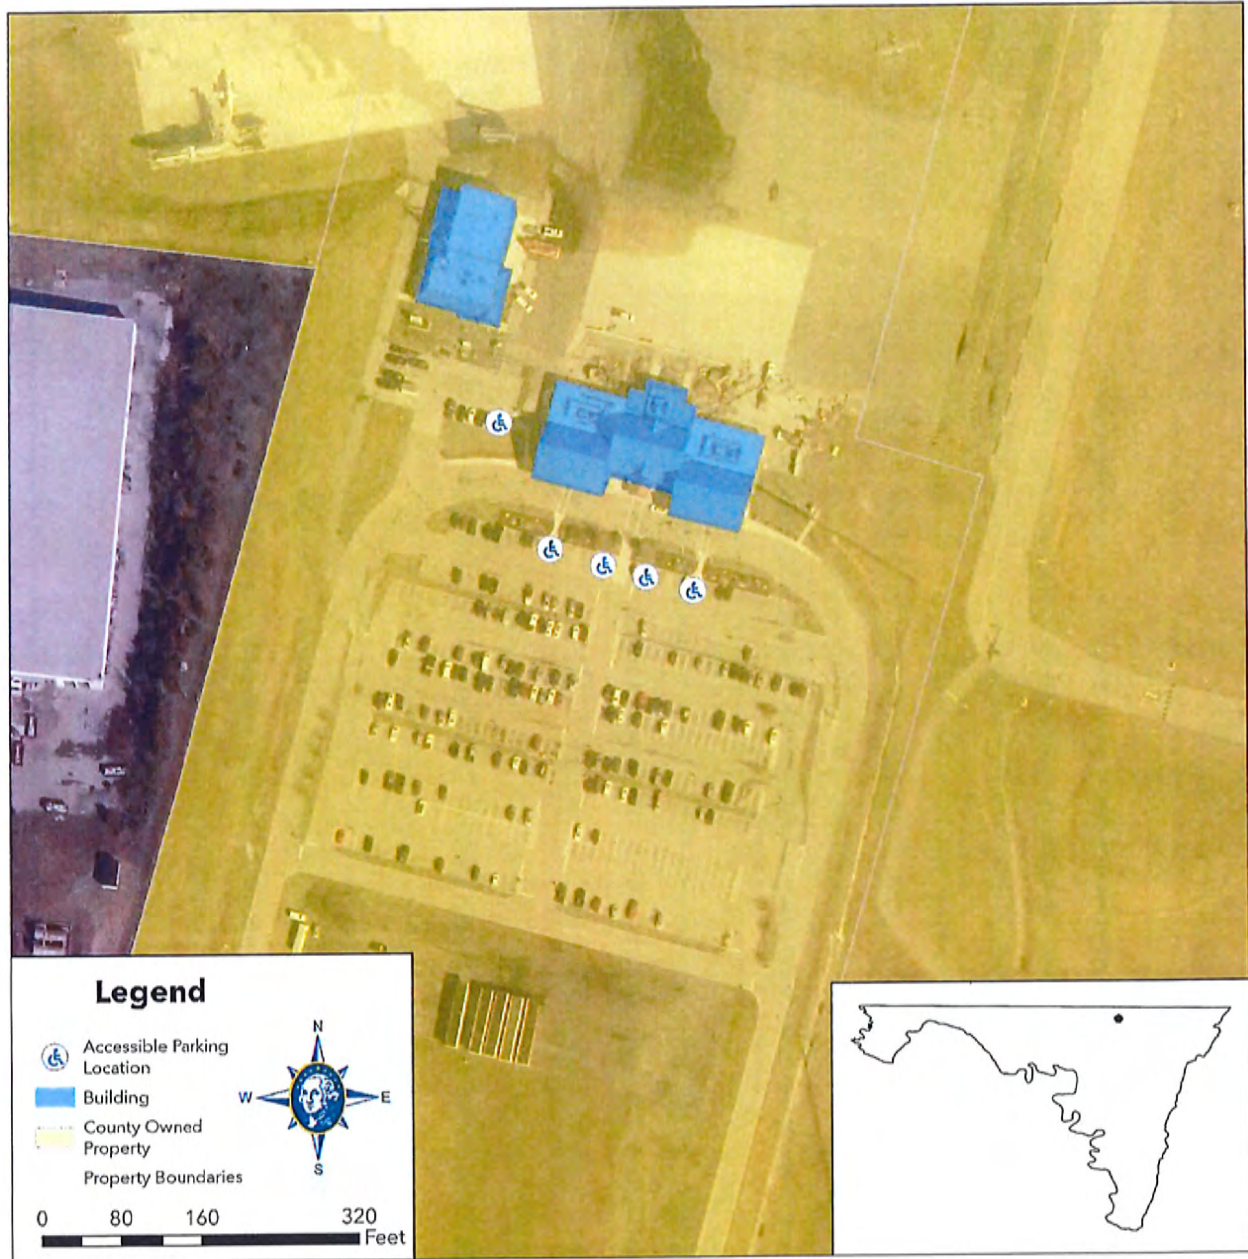 Legend
Accessible Parking
Location
Building
County Owned
Property
Property Boundaries
N
W
E
S
0 80 160 320
Feet